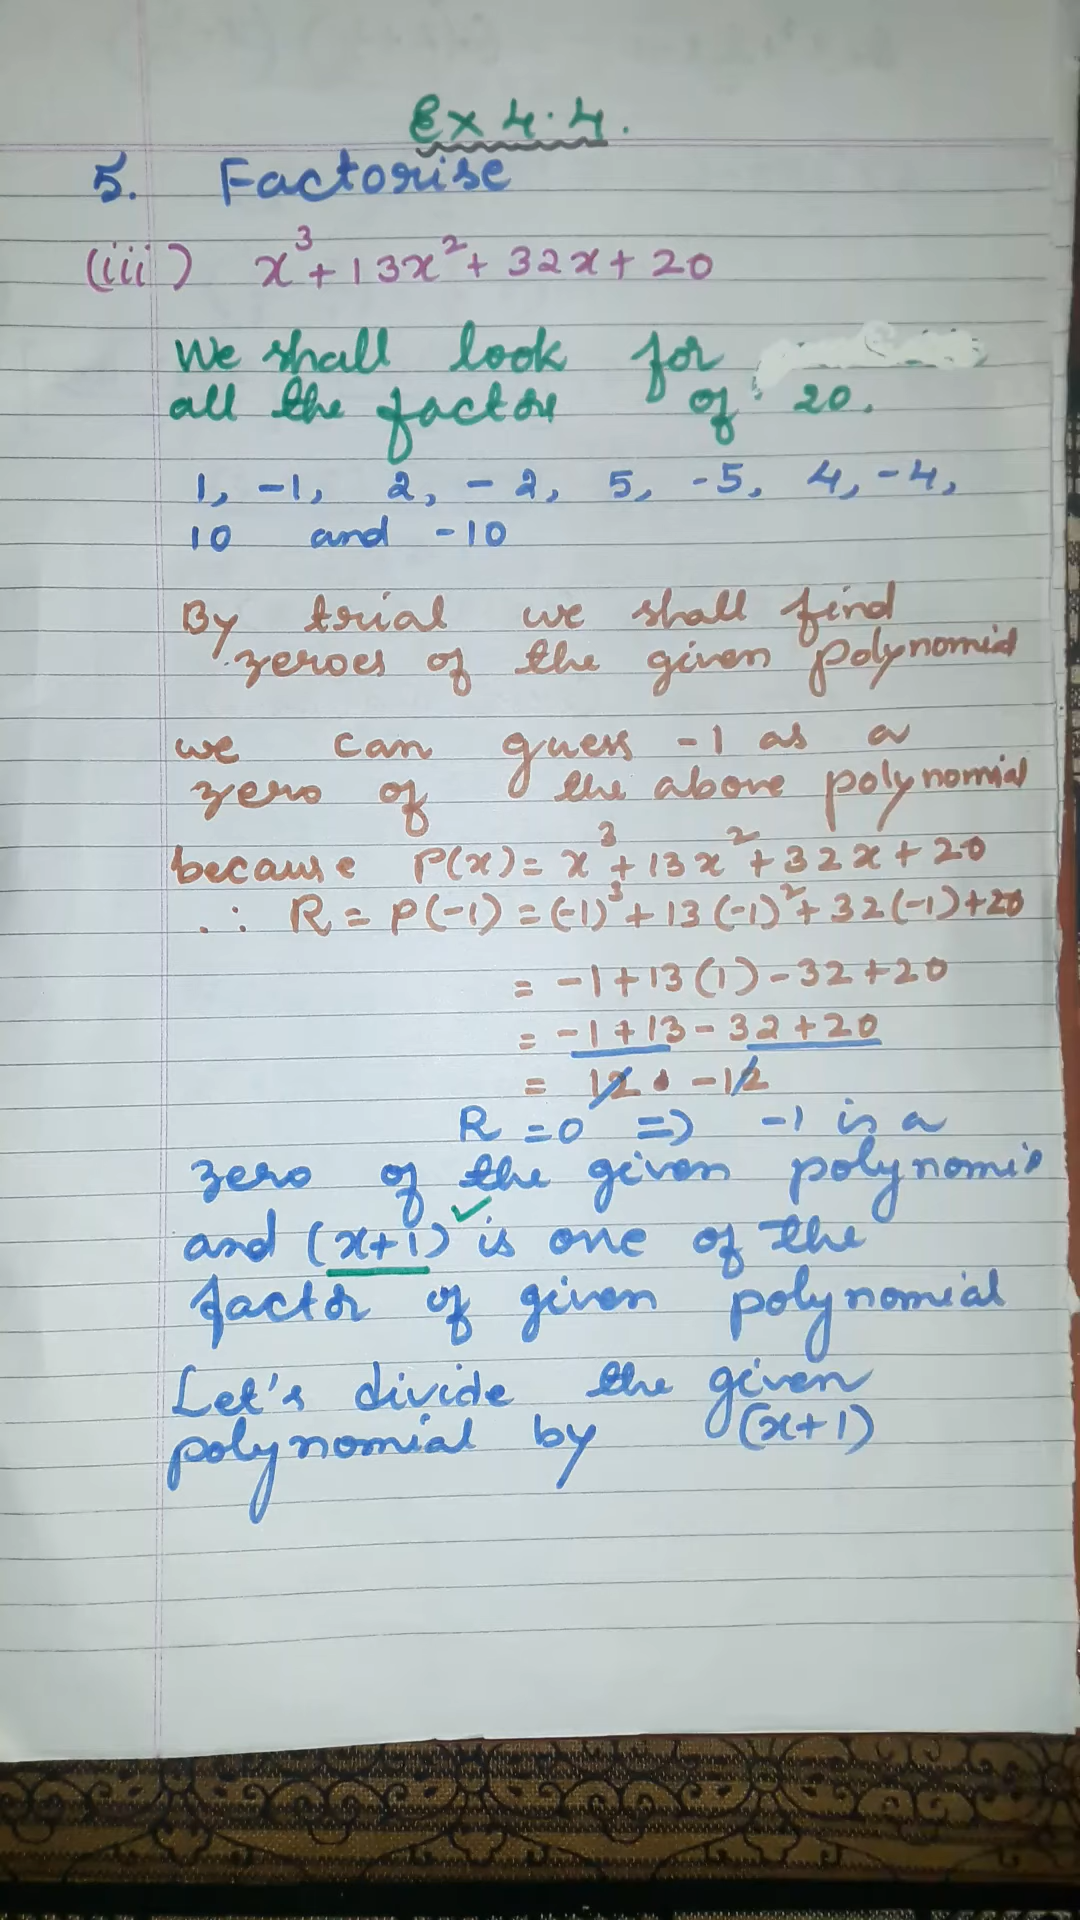 Ex 4.4.
5. Factorise
(iii) x³+13x²+32x+20
We shall look for
all the factors of 20.
1, -1, 2, -2, 5, -5, 4, -4,
10 and -10
By trial we shall find
zeroes of the given polynomial
we can guess -1 as a
zero of the above polynomial
because P(x)= x³+13x²+32x+20
∴ R = P(-1) = (-1)³+13(-1)²+32(-1)+20
= -1+13(1)-32+20
= -1+13-32+20
= 12 -12
R =0 => -1 is a
zero of the given polynomia
and (x+1) is one of the
factor of given polynomial
Let's divide the given
polynomial by (x+1)